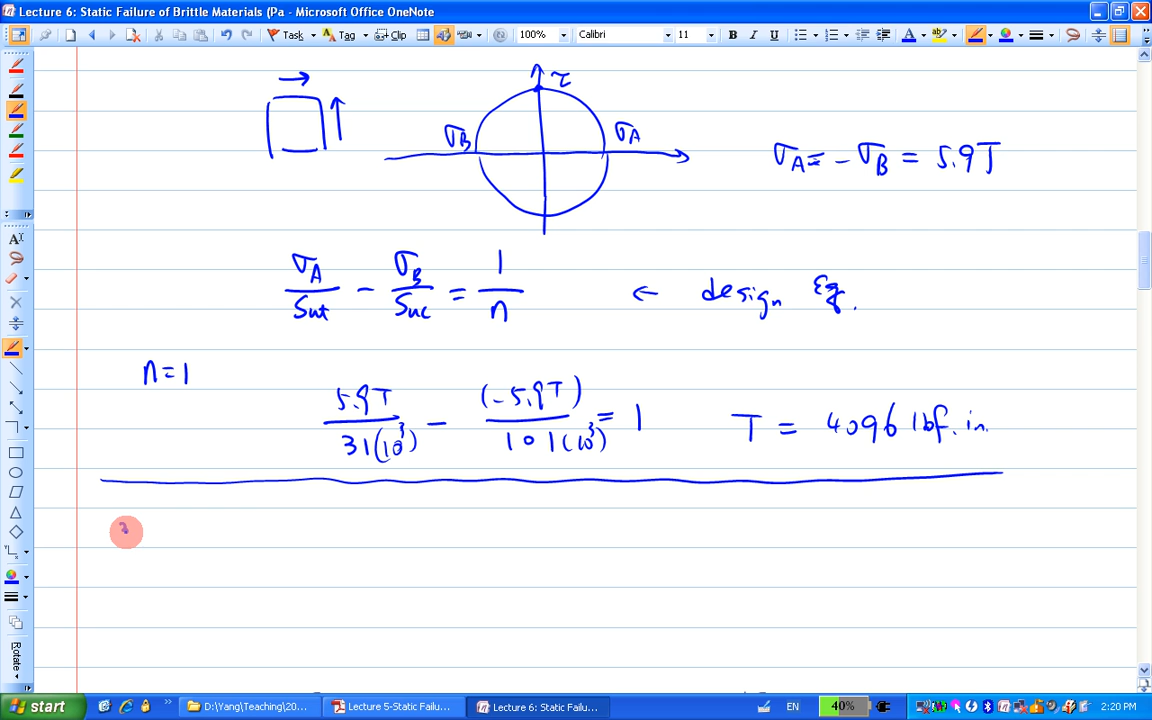 Lecture 6: Static Failure of Brittle Materials (Pa - Microsoft Office OneNote
Task Tag Clip 100% Calibri 11 B I U
τ
σB σA
σA = - σB = 5.9T
σA/Sut - σB/Suc = 1/n ← design Eq.
n=1
5.9T/31(10³) - (-5.9T)/101(10³) = 1 T = 4096 lbf. in.
Rotate
start D:\Yang\Teaching\20... Lecture 5-Static Failu... Lecture 6: Static Failu... EN 40% 2:20 PM